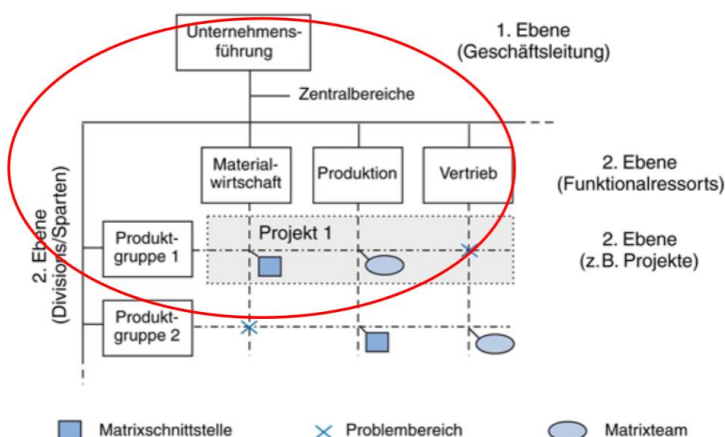 Unternehmens-
führung
1. Ebene
(Geschäftsleitung)
Zentralbereiche
Material-
wirtschaft
Produktion
Vertrieb
2. Ebene
(Funktionalressorts)
2. Ebene
(Divisions/Sparten)
Produkt-
gruppe 1
Projekt 1
2. Ebene
(z.B. Projekte)
Produkt-
gruppe 2
Matrixschnittstelle
Problembereich
Matrixteam